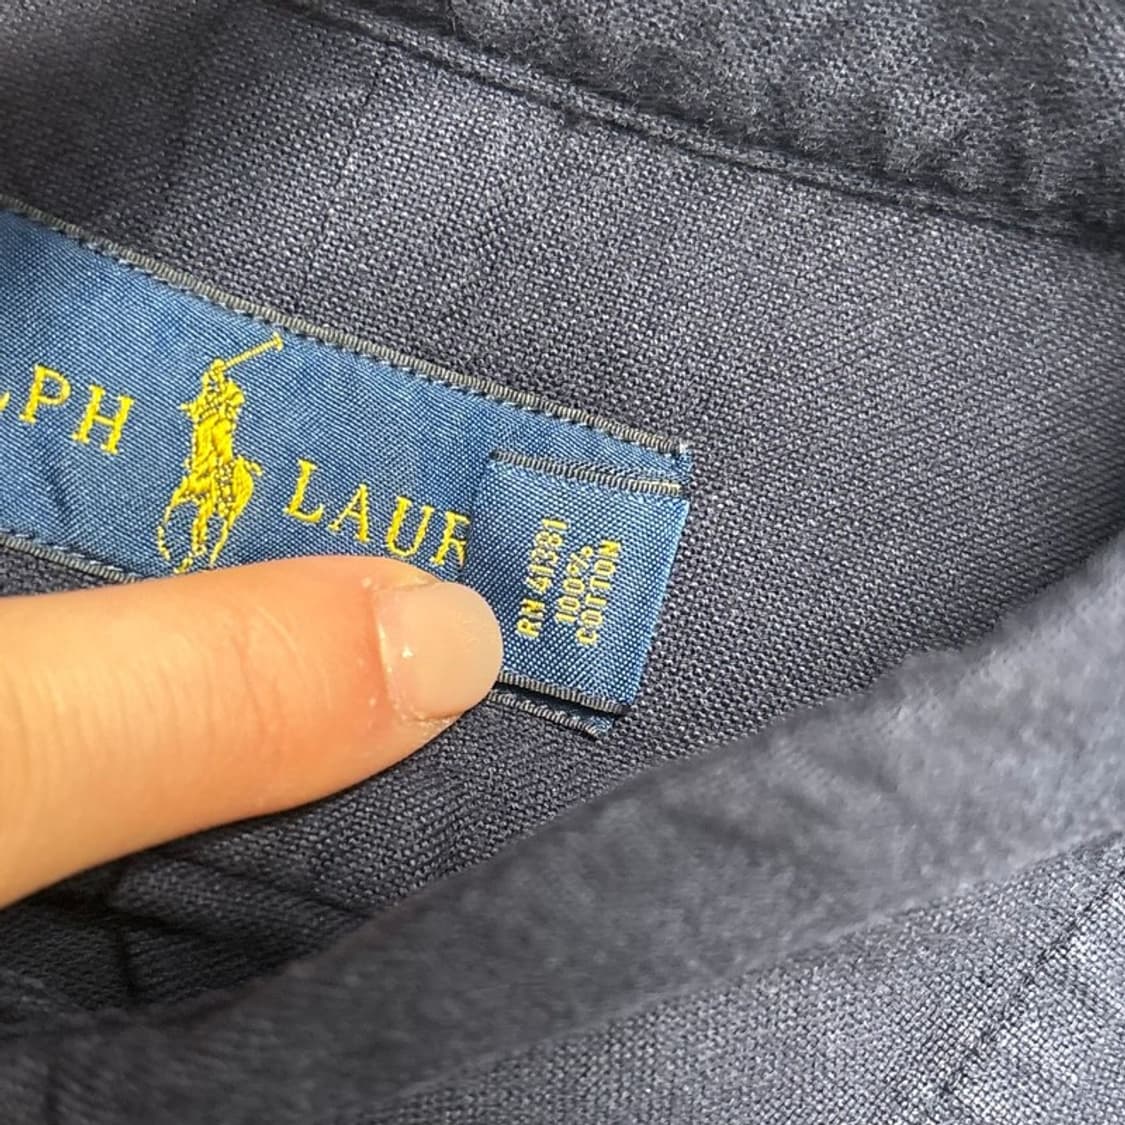 LPH LAUR
RN 41381
100%
COTTON